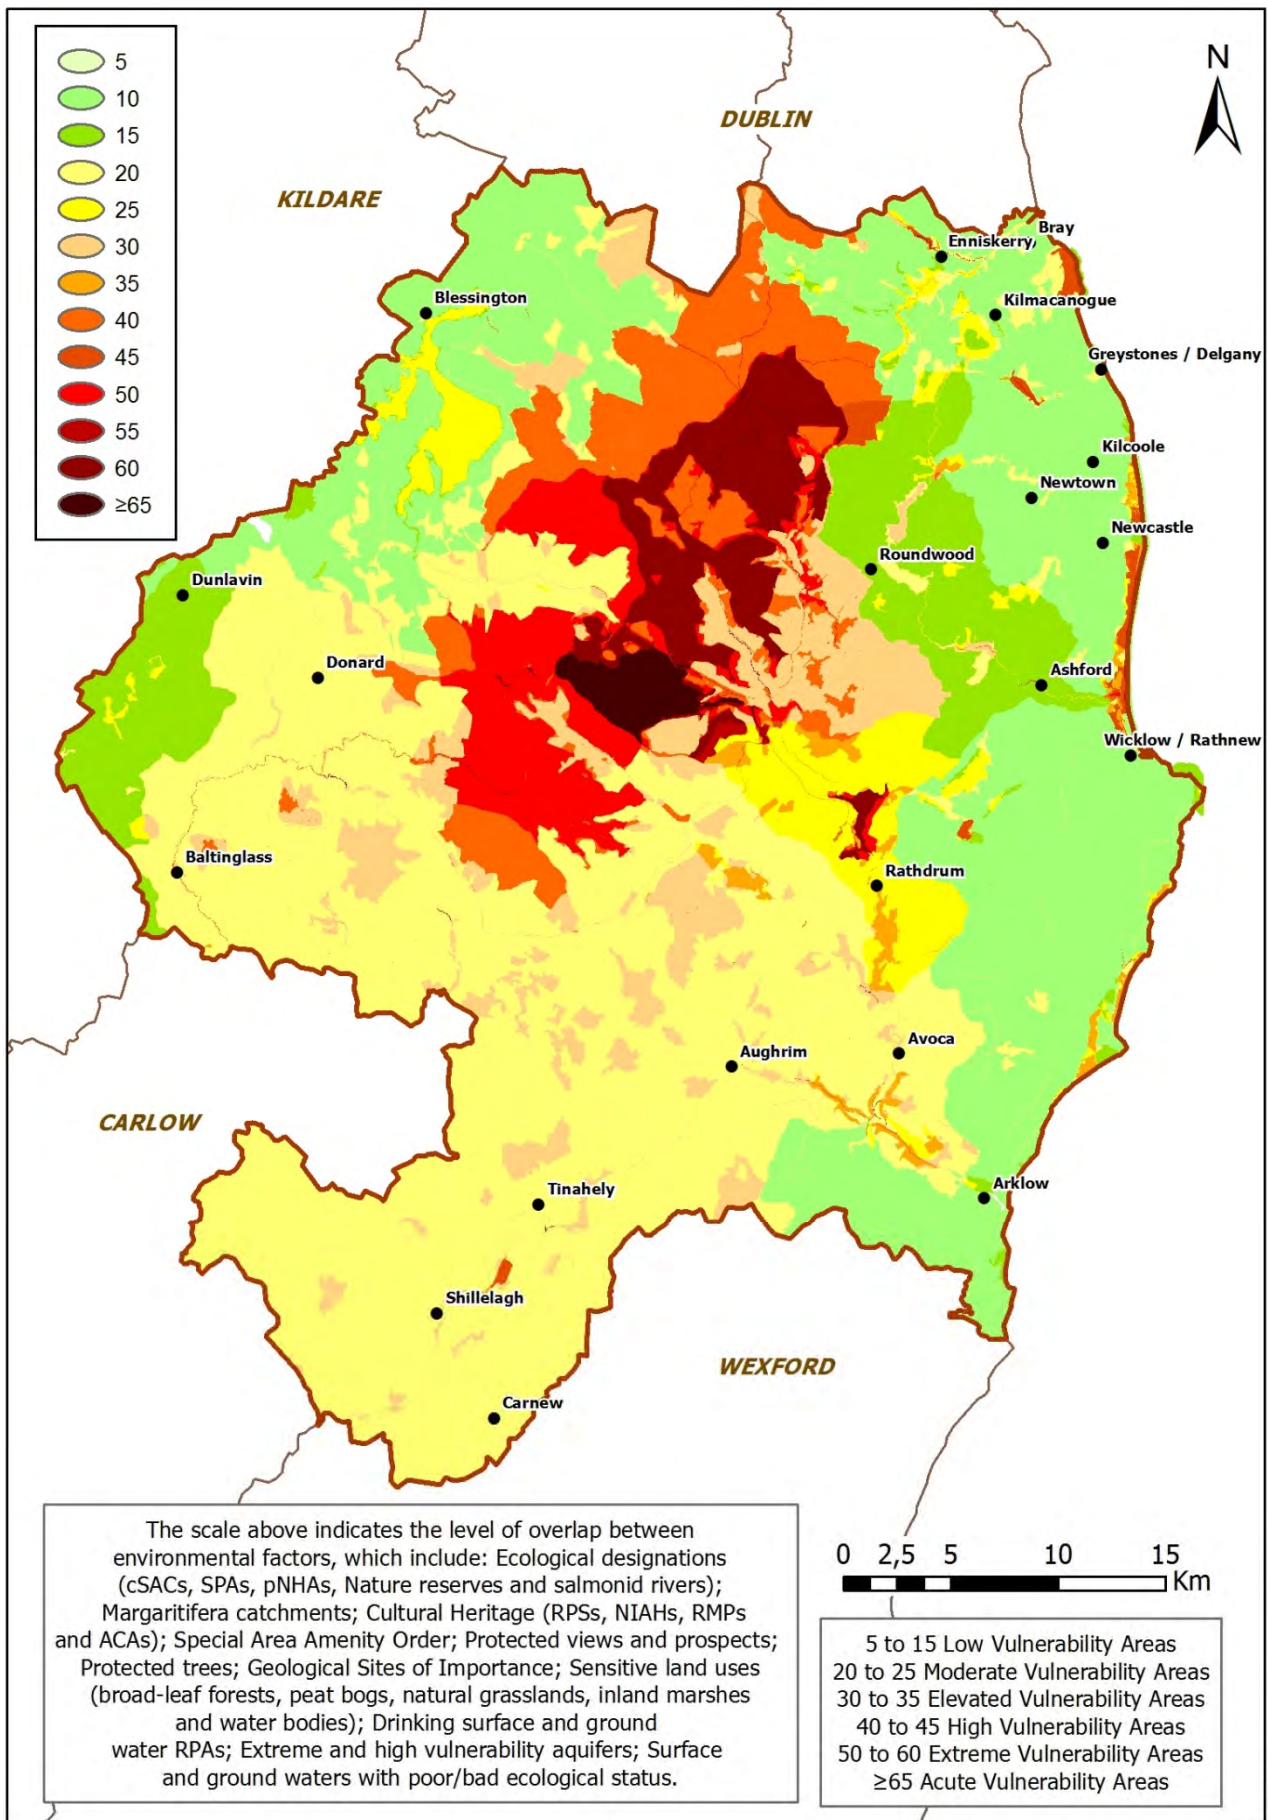 5
10
15
20
25
30
35
40
45
50
55
60
≥65
N
DUBLIN
KILDARE
Bray
Enniskerry
Blessington
Kilmacanogue
Greystones / Delgany
Kilcoole
Newtown
Newcastle
Roundwood
Dunlavin
Donard
Ashford
Wicklow / Rathnew
Baltinglass
Rathdrum
Avoca
Aughrim
CARLOW
Tinahely
Arklow
Shillelagh
WEXFORD
Carnew
The scale above indicates the level of overlap between
environmental factors, which include: Ecological designations
(cSACs, SPAs, pNHAs, Nature reserves and salmonid rivers);
Margaritifera catchments; Cultural Heritage (RPSs, NIAHs, RMPs
and ACAs); Special Area Amenity Order; Protected views and prospects;
Protected trees; Geological Sites of Importance; Sensitive land uses
(broad-leaf forests, peat bogs, natural grasslands, inland marshes
and water bodies); Drinking surface and ground
water RPAs; Extreme and high vulnerability aquifers; Surface
and ground waters with poor/bad ecological status.
0 2,5 5 10 15
Km
5 to 15 Low Vulnerability Areas
20 to 25 Moderate Vulnerability Areas
30 to 35 Elevated Vulnerability Areas
40 to 45 High Vulnerability Areas
50 to 60 Extreme Vulnerability Areas
≥65 Acute Vulnerability Areas